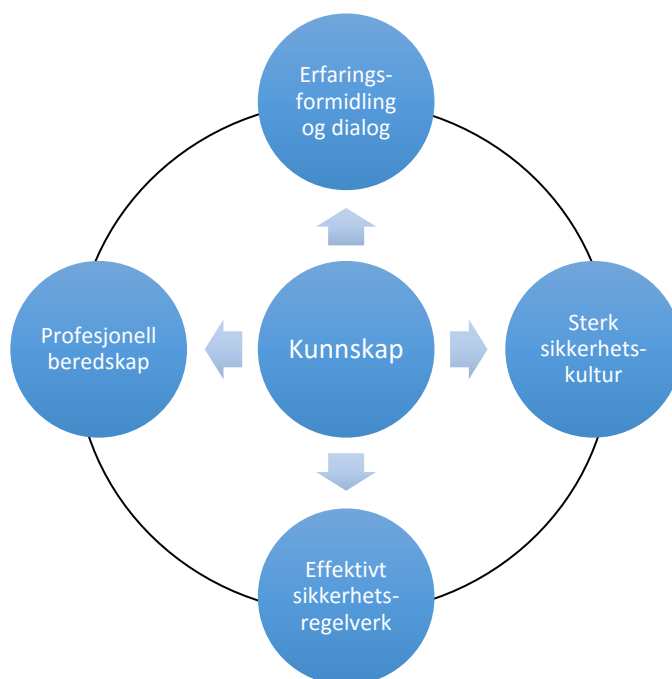 Erfarings-
formidling
og dialog
Profesjonell
beredskap
Kunnskap
Sterk
sikkerhets-
kultur
Effektivt
sikkerhets-
regelverk